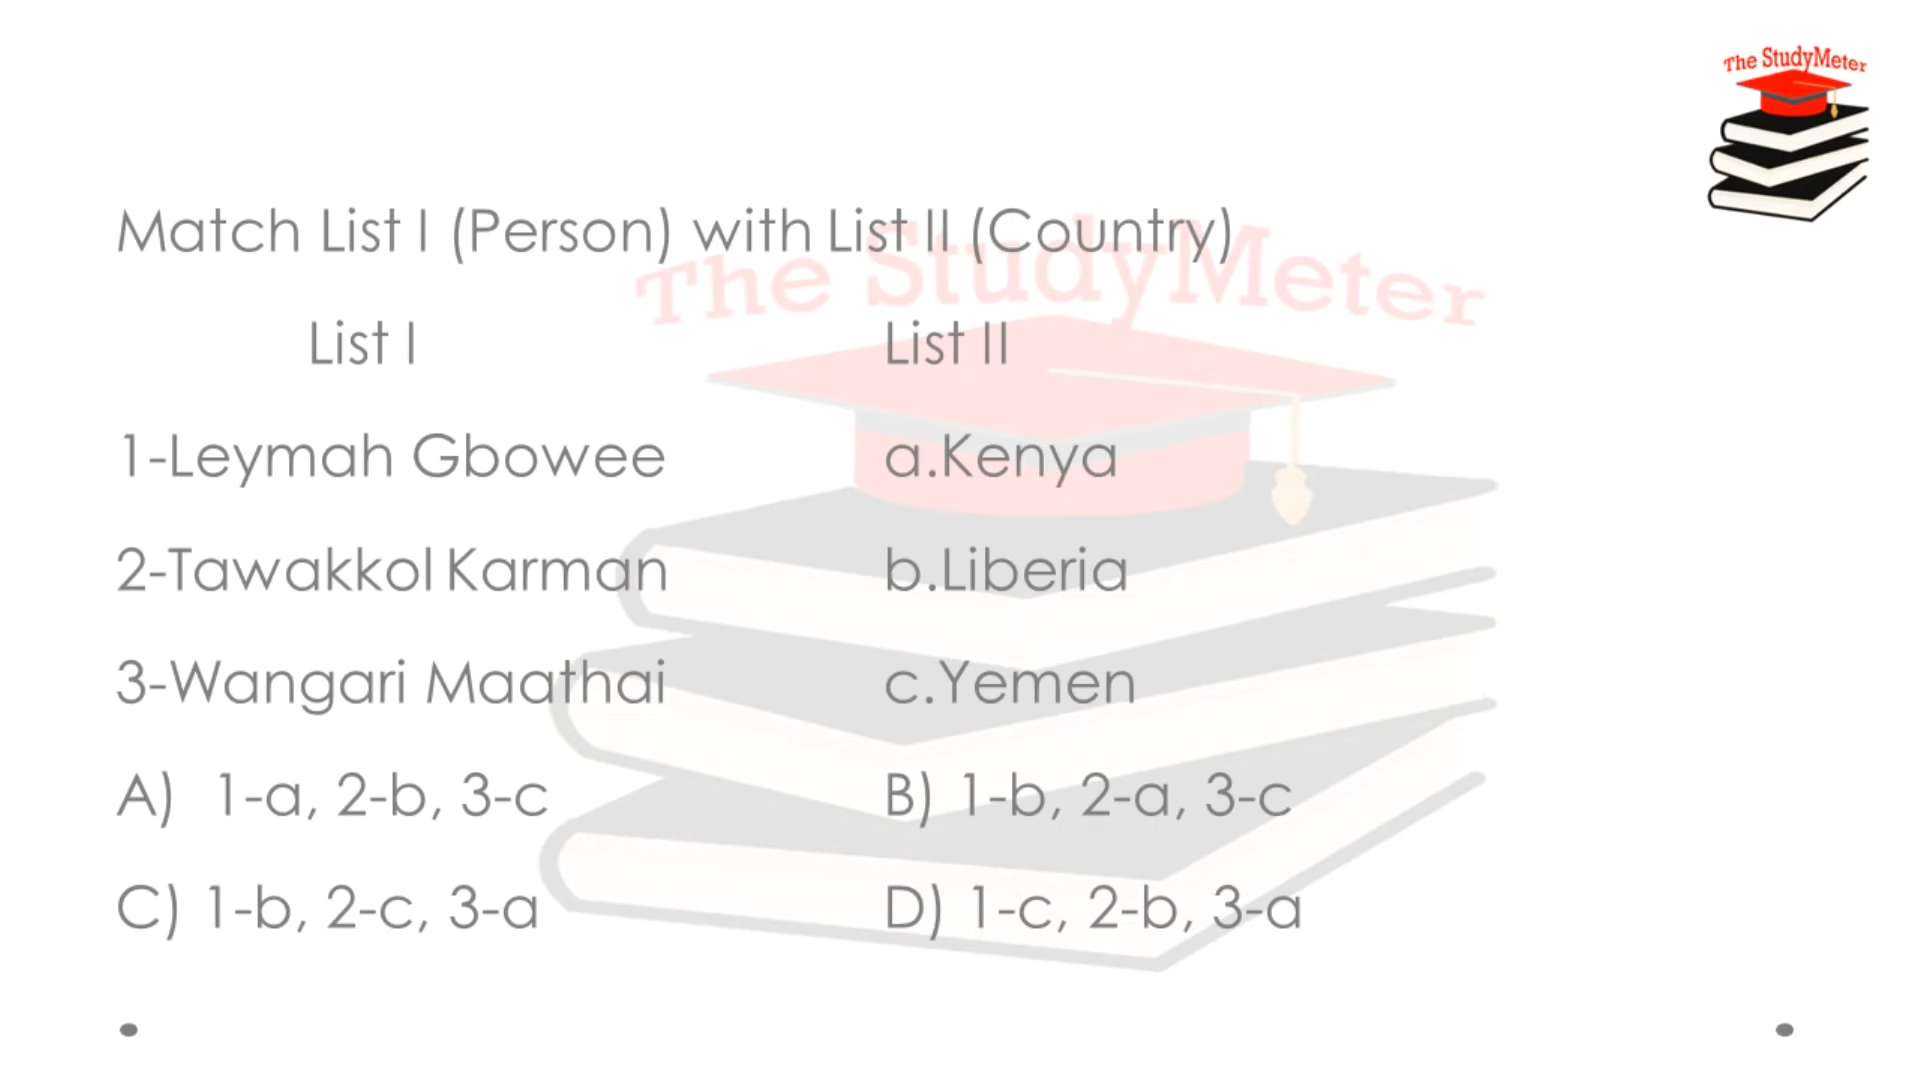 The StudyMeter
Match List I (Person) with List II (Country)
The StudyMeter
List I List II
1-Leymah Gbowee a.Kenya
2-Tawakkol Karman b.Liberia
3-Wangari Maathai c.Yemen
A) 1-a, 2-b, 3-c B) 1-b, 2-a, 3-c
C) 1-b, 2-c, 3-a D) 1-c, 2-b, 3-a